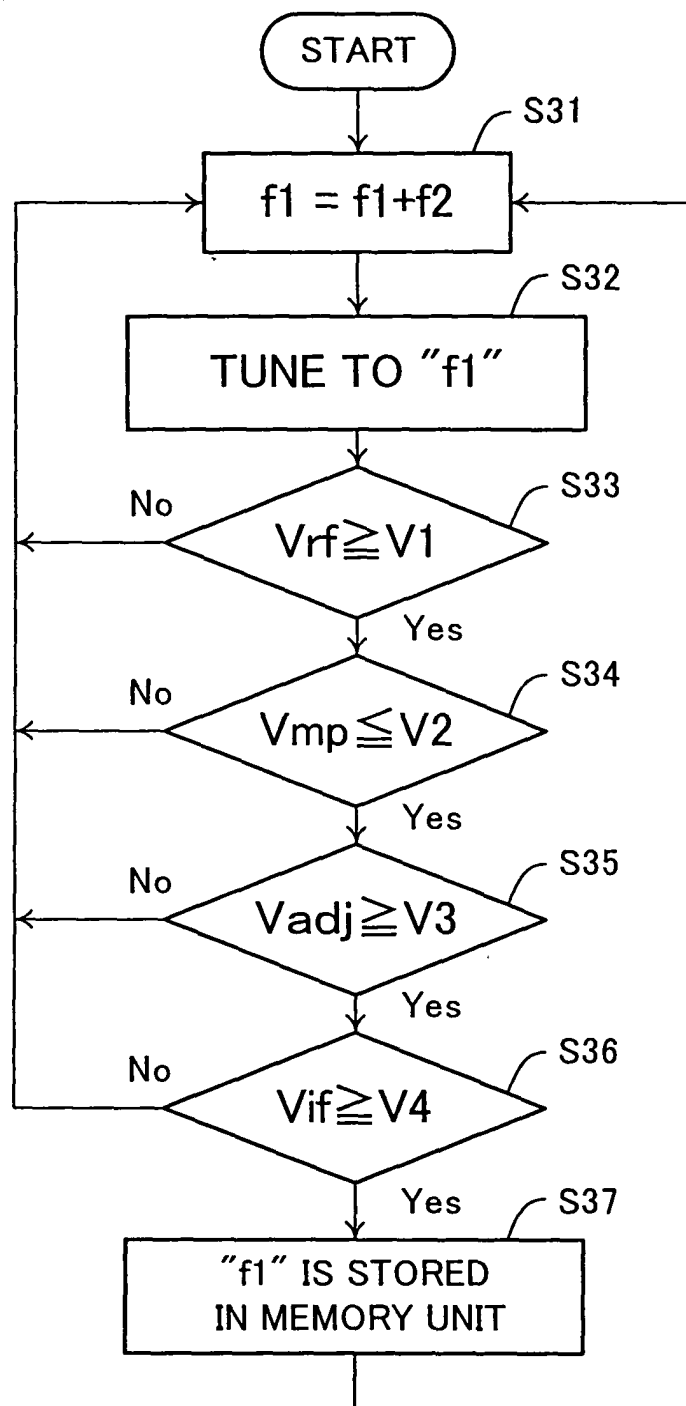 START
S31
f1 = f1+f2
S32
TUNE TO "f1"
S33
No
Vrf≧V1
Yes
S34
No
Vmp≦V2
Yes
S35
No
Vadj≧V3
Yes
S36
No
Vif≧V4
Yes
S37
"f1" IS STORED
IN MEMORY UNIT